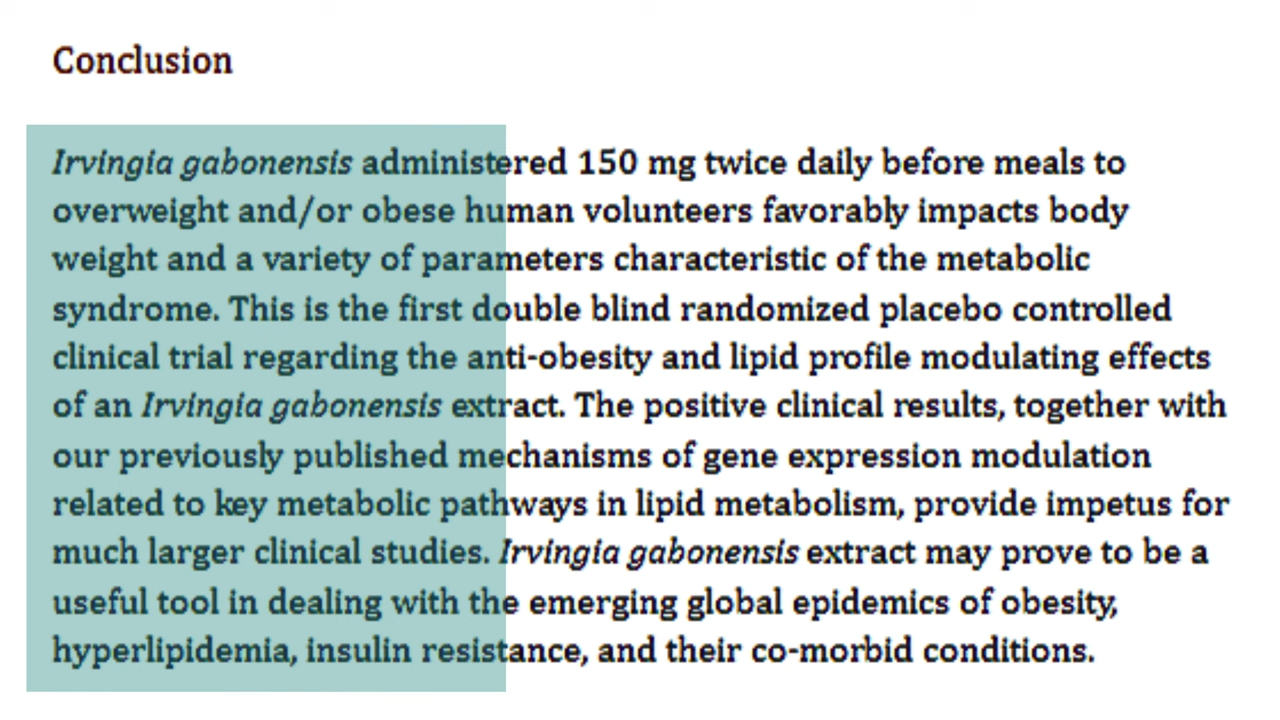 Conclusion
Irvingia gabonensis administered 150 mg twice daily before meals to
overweight and/or obese human volunteers favorably impacts body
weight and a variety of parameters characteristic of the metabolic
syndrome. This is the first double blind randomized placebo controlled
clinical trial regarding the anti-obesity and lipid profile modulating effects
of an Irvingia gabonensis extract. The positive clinical results, together with
our previously published mechanisms of gene expression modulation
related to key metabolic pathways in lipid metabolism, provide impetus for
much larger clinical studies. Irvingia gabonensis extract may prove to be a
useful tool in dealing with the emerging global epidemics of obesity,
hyperlipidemia, insulin resistance, and their co-morbid conditions.